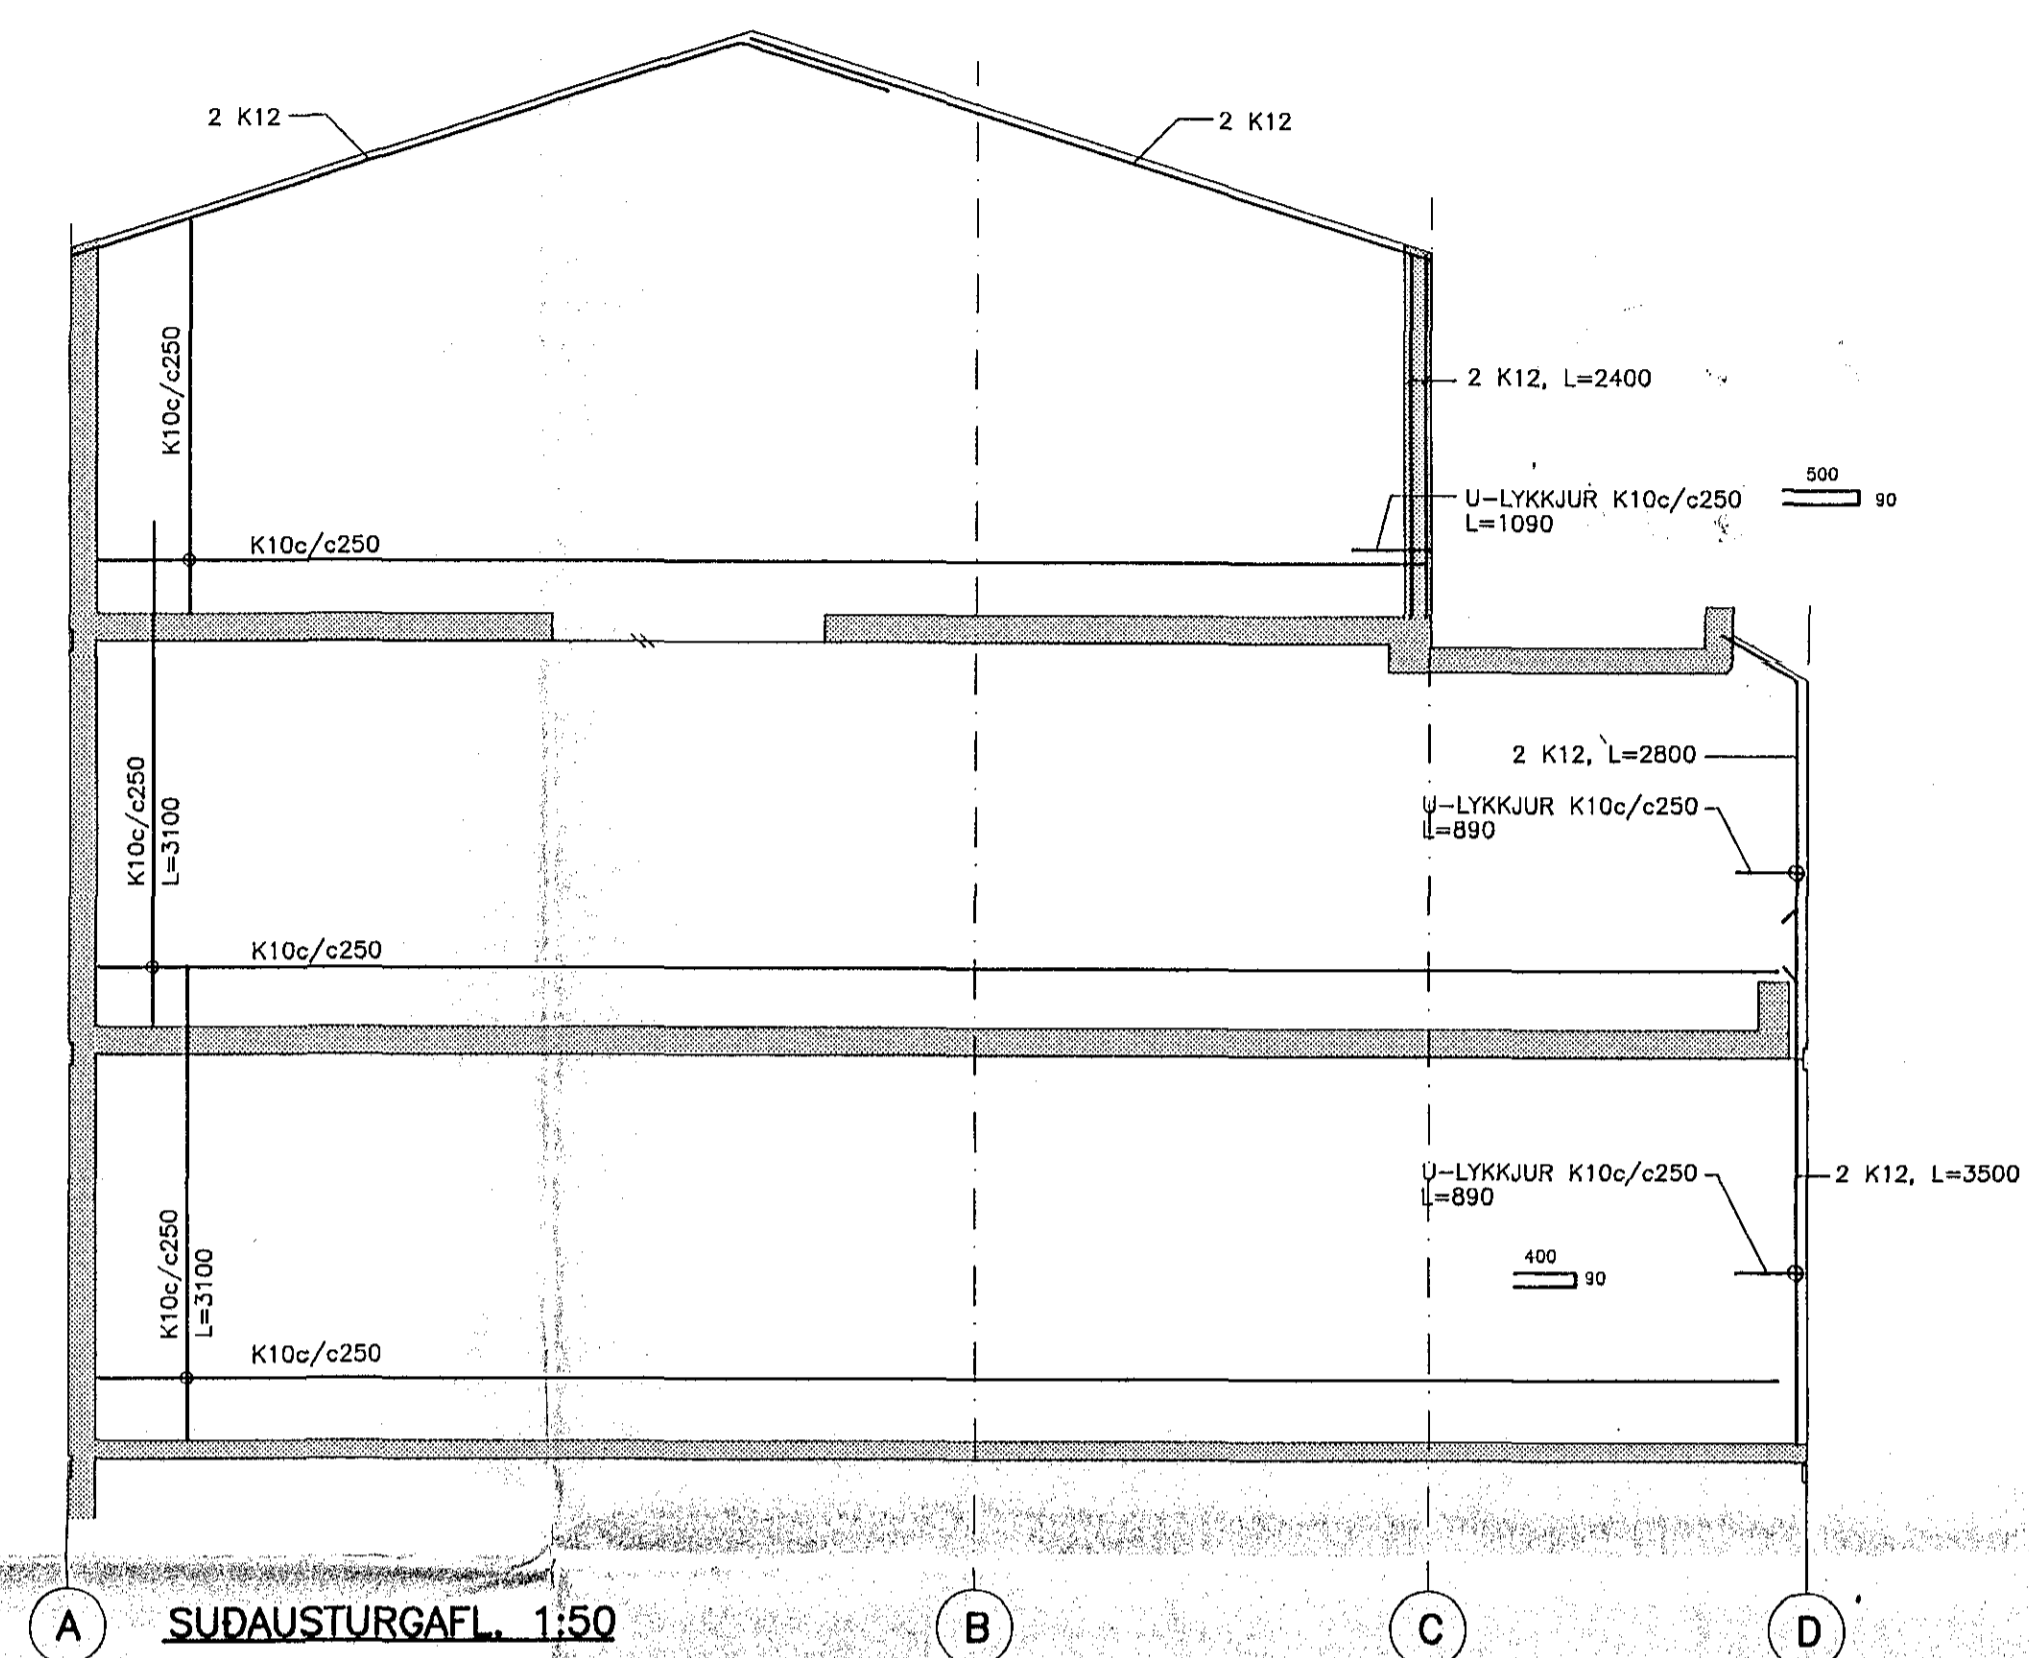 2 K12
2 K12
K10c/c250
2 K12, L=2400
500
U-LYKKJUR K10c/c250
90
L=1090
K10c/c250
2 K12, L=2800
K10c/c250
L=3100
U-LYKKJUR K10c/c250
L=890
K10c/c250
U-LYKKJUR K10c/c250
L=890
2 K12, L=3500
K10c/c250
L=3100
400
90
K10c/c250
A
SUÐAUSTURGAFL. 1:50
B
C
D